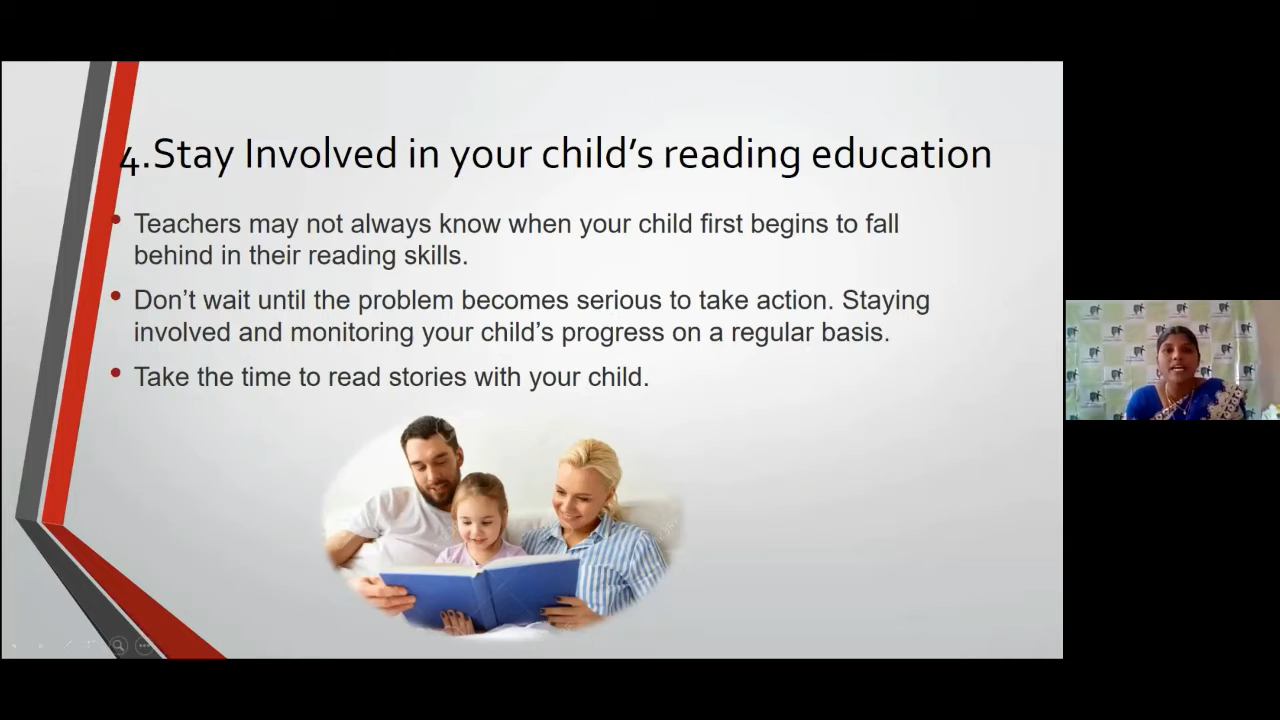 4.Stay Involved in your child’s reading education
• Teachers may not always know when your child first begins to fall
behind in their reading skills.
• Don’t wait until the problem becomes serious to take action. Staying
involved and monitoring your child’s progress on a regular basis.
• Take the time to read stories with your child.